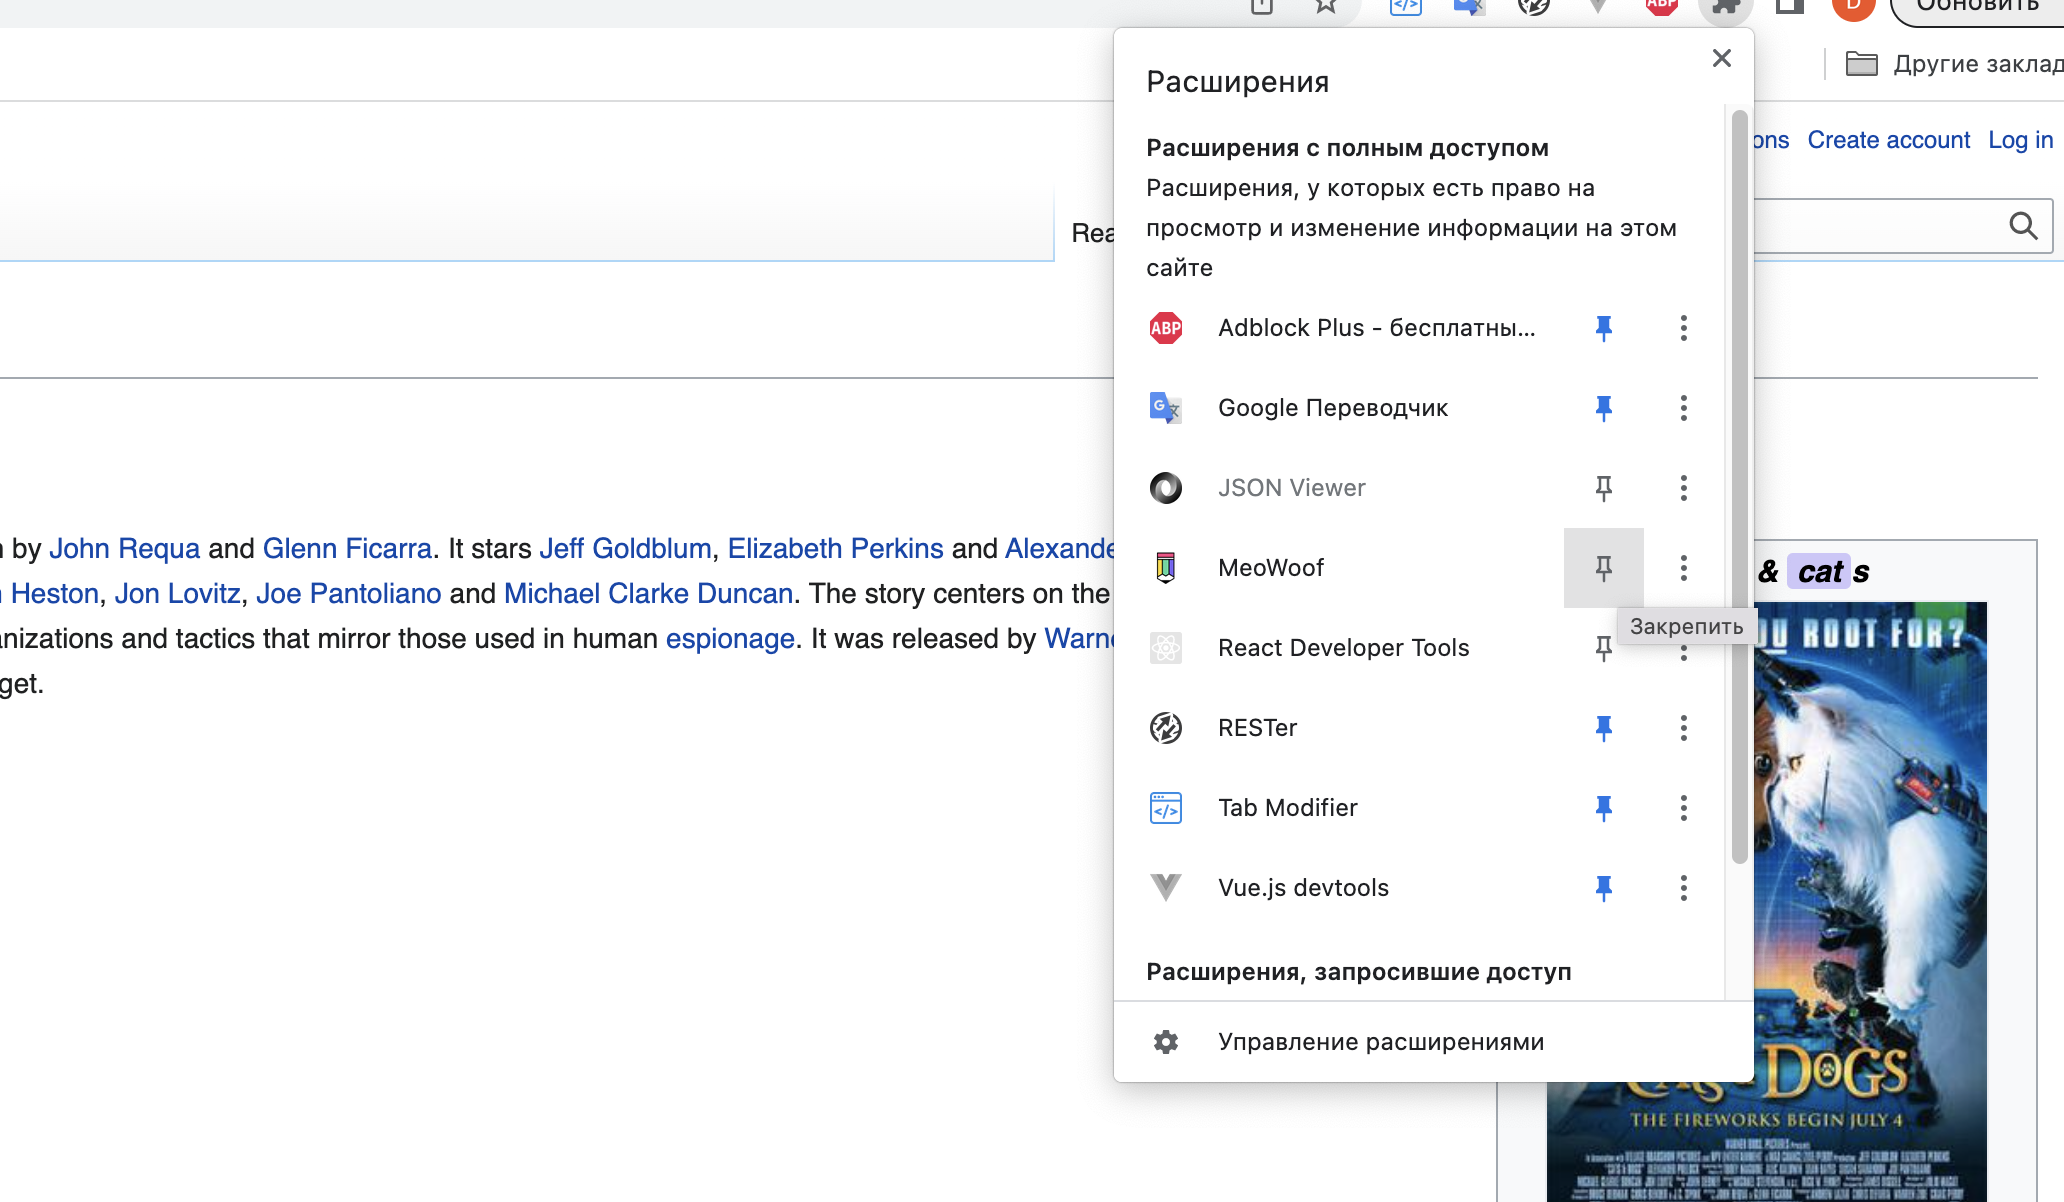 ABP
D
Обновить
Другие заклад
Расширения
Create account Log in
ons
Расширения с полным доступом
Расширения, у которых есть право на
просмотр и изменение информации на этом
сайте
Rea
ABP Adblock Plus - бесплатны...
Google Переводчик
JSON Viewer
MeoWoof
Закрепить
React Developer Tools
RESTer
Tab Modifier
Vue.js devtools
Расширения, запросившие доступ
Управление расширениями
by John Requa and Glenn Ficarra. It stars Jeff Goldblum, Elizabeth Perkins and Alexande
Heston, Jon Lovitz, Joe Pantoliano and Michael Clarke Duncan. The story centers on the
anizations and tactics that mirror those used in human espionage. It was released by Warne
get.
& cat s
U ROOT FOR?
CATS & DOGS
THE FIREWORKS BEGIN JULY 4